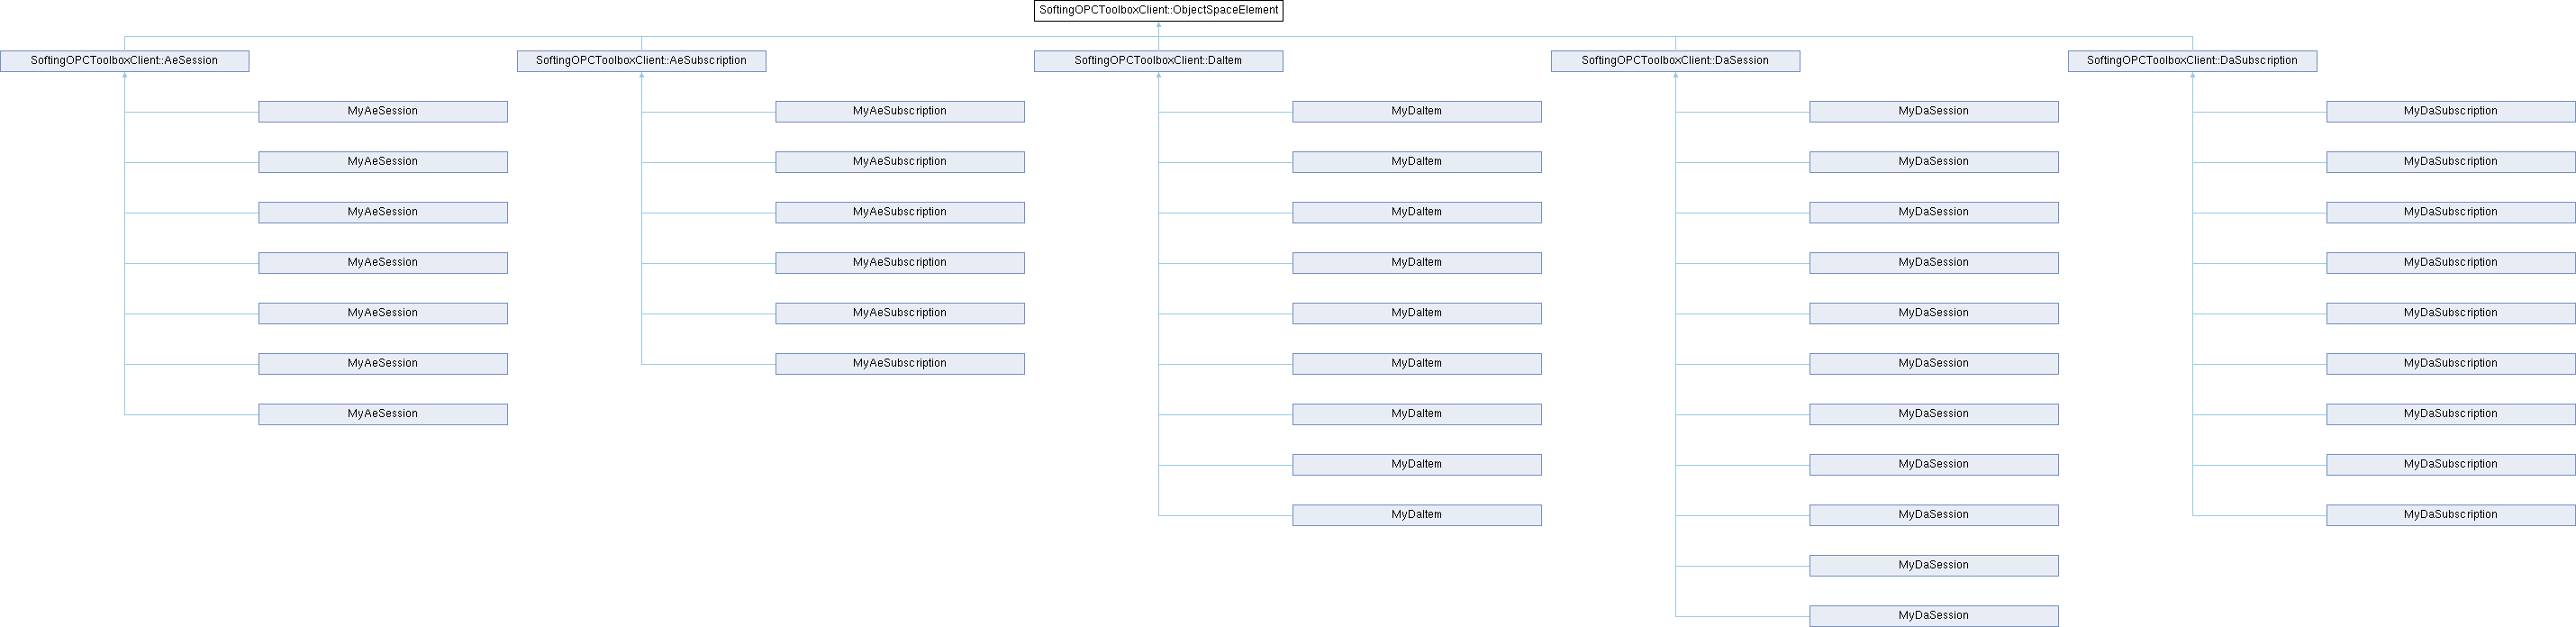 SoftingOPCToolboxClient::ObjectSpaceElement
SoftingOPCToolboxClient::AeSession SoftingOPCToolboxClient::AeSubscription SoftingOPCToolboxClient::DaItem SoftingOPCToolboxClient::DaSession SoftingOPCToolboxClient::DaSubscription
MyAeSession MyAeSubscription MyDaItem MyDaSession MyDaSubscription
MyAeSession MyAeSubscription MyDaItem MyDaSession MyDaSubscription
MyAeSession MyAeSubscription MyDaItem MyDaSession MyDaSubscription
MyAeSession MyAeSubscription MyDaItem MyDaSession MyDaSubscription
MyAeSession MyAeSubscription MyDaItem MyDaSession MyDaSubscription
MyAeSession MyAeSubscription MyDaItem MyDaSession MyDaSubscription
MyAeSession MyDaItem MyDaSession MyDaSubscription
MyDaItem MyDaSession MyDaSubscription
MyDaItem MyDaSession MyDaSubscription
MyDaSession
MyDaSession